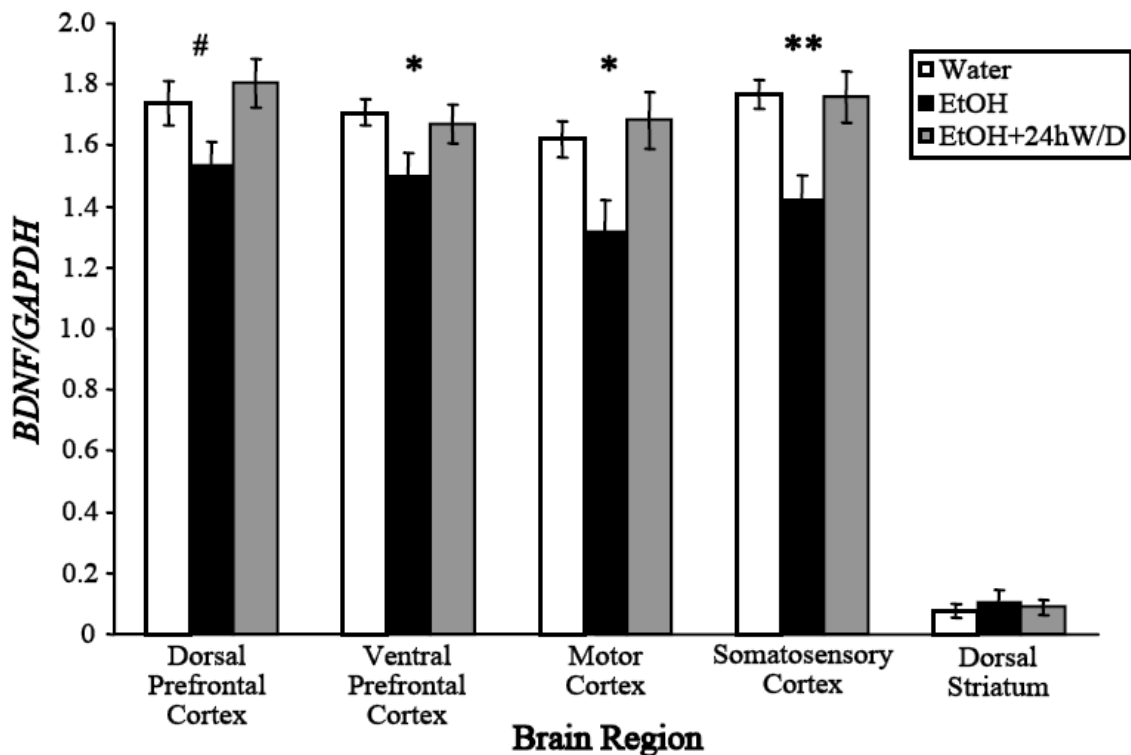 BDNF/GAPDH
2.0
1.8
1.6
1.4
1.2
1.0
0.8
0.6
0.4
0.2
0
#
*
*
**
Water
EtOH
EtOH+24hW/D
Dorsal
Prefrontal
Cortex
Ventral
Prefrontal
Cortex
Motor
Cortex
Somatosensory
Cortex
Dorsal
Striatum
Brain Region